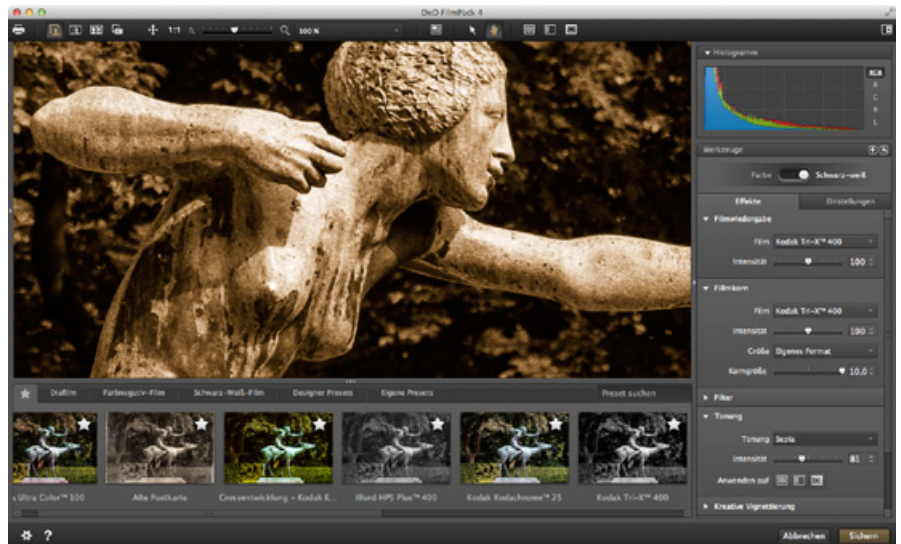 DxO FilmPack 4
1:1
100 %
Histogramm
RGB
R
G
B
L
Werkzeuge
Farbe Schwarz-weiß
Effekte Einstellungen
Filmwiedergabe
Film Kodak Tri-X™ 400
Intensität 100
Filmkorn
Film Kodak Tri-X™ 400
Intensität 100
Größe Eigenes Format
Korngröße 10,0
Filter
Tonung
Tonung Sepia
Intensität 81
Anwenden auf
Kreative Vignettierung
Diafilm Farbnegativ-Film Schwarz-Weiß-Film Designer Presets Eigene Presets Preset suchen
Ultra Color™ 100 Alte Postkarte Crossentwicklung - Kodak E... Ilford HP5 Plus™ 400 Kodak Kodachrome™ 25 Kodak Tri-X™ 400
?
Abbrechen Sichern